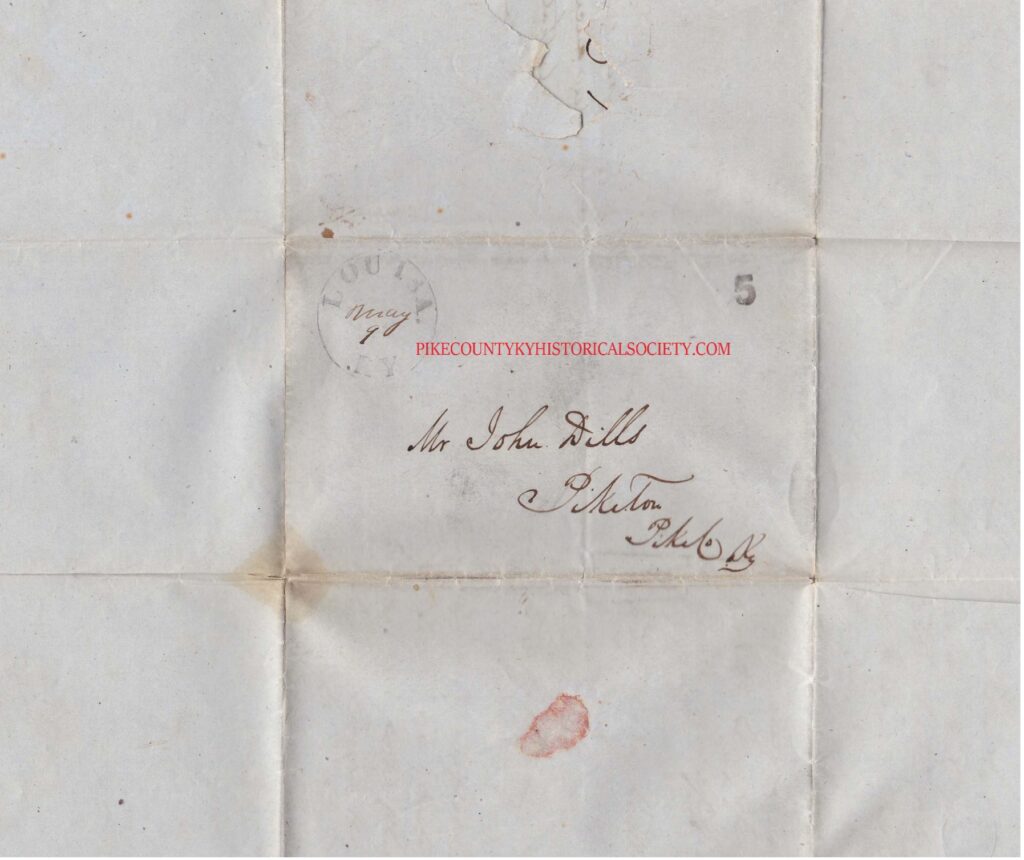 LOUISA.
KY.
May
9
5
PIKECOUNTYKYHISTORICALSOCIETY.COM
Mr John Dills
Piketon
Pike Co Ky